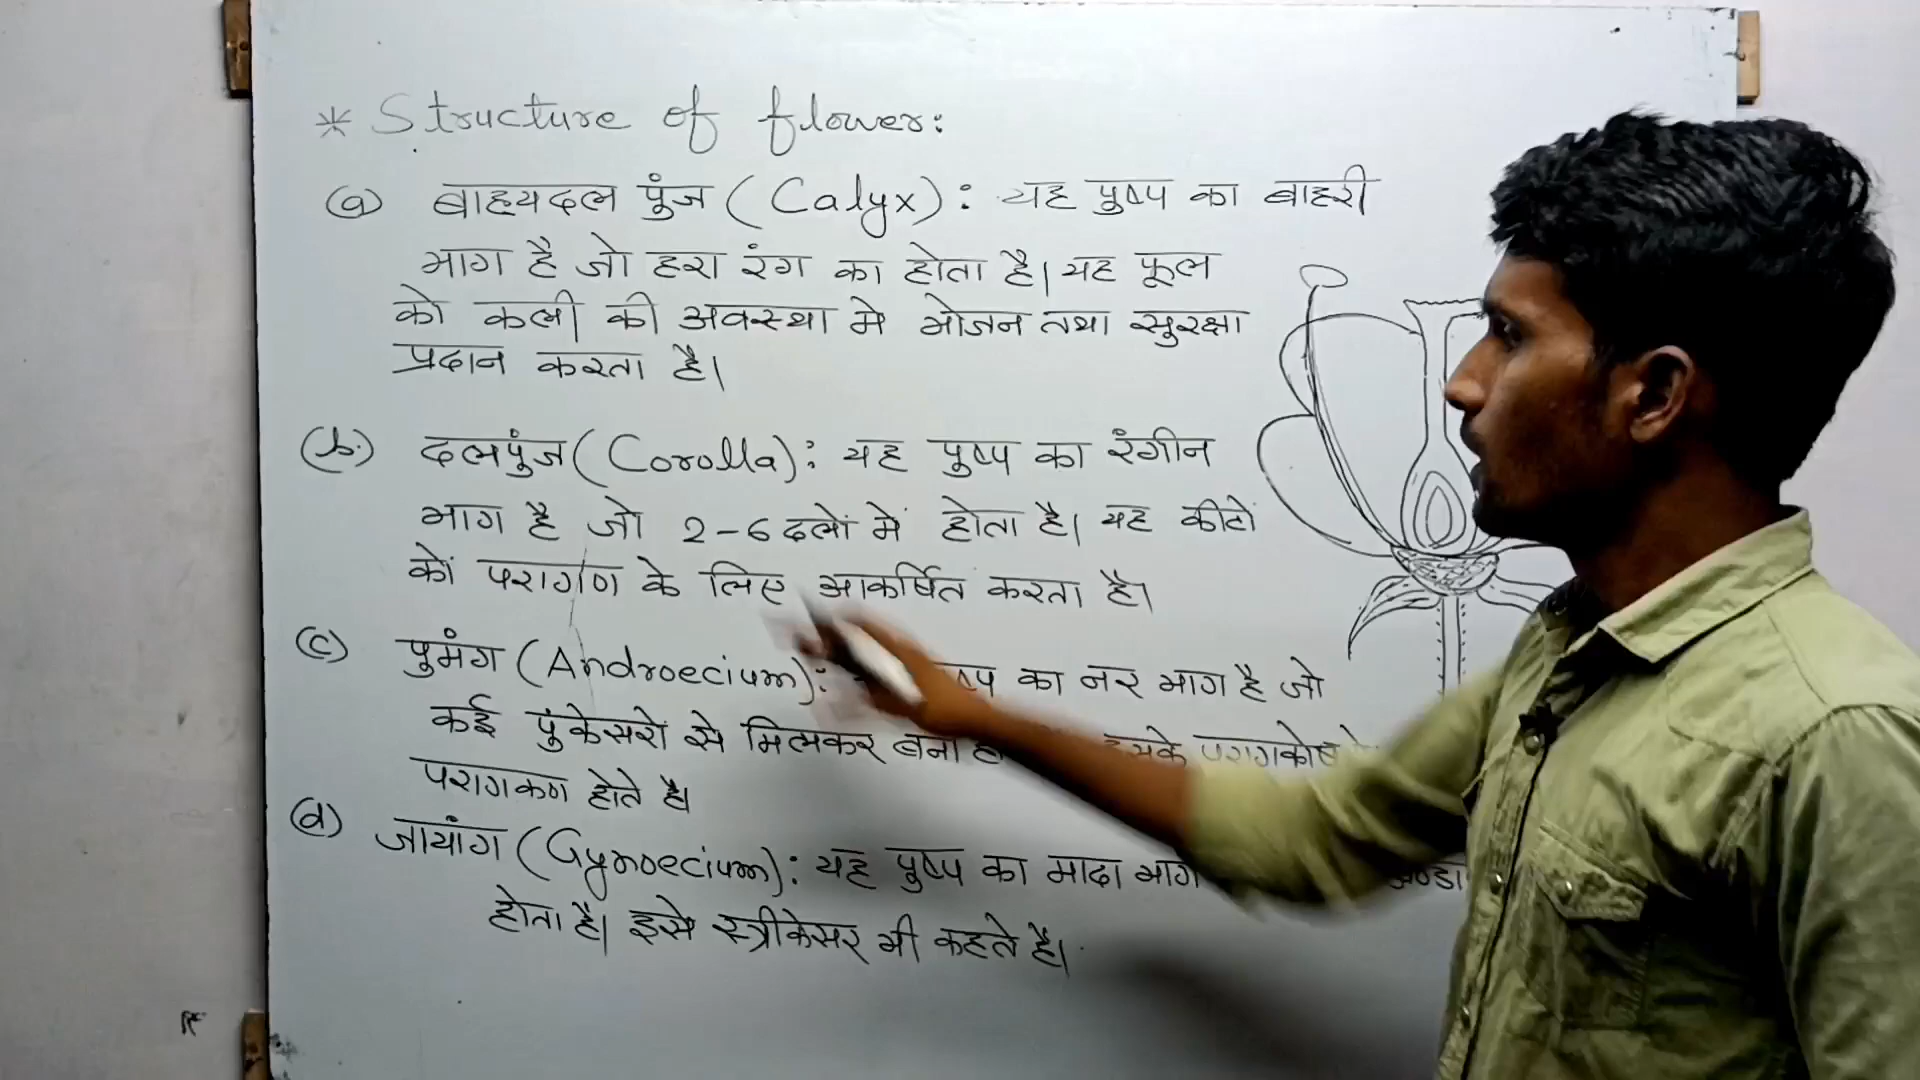 * Structure of flower:
(a) बाह्यदल पुंज (Calyx): यह पुष्प का बाहरी
भाग है जो हरा रंग का होता है। यह फूल
को कली की अवस्था मे भोजन तथा सुरक्षा
प्रदान करता है।
(b.) दलपुंज (Corolla): यह पुष्प का रंगीन
भाग है जो 2-6 दलों में होता है। यह कीटों
कों परागण के लिए आकर्षित करता है।
(c) पुमंग (Androecium): का नर भाग है जो
कई पुंकेसरों से मिलकर बना परागकोष
परागकण होते है।
(d) जायांग (Gynoecium): यह पुष्प का मादा भाग
होता है। इसे स्त्रीकेसर भी कहते है।